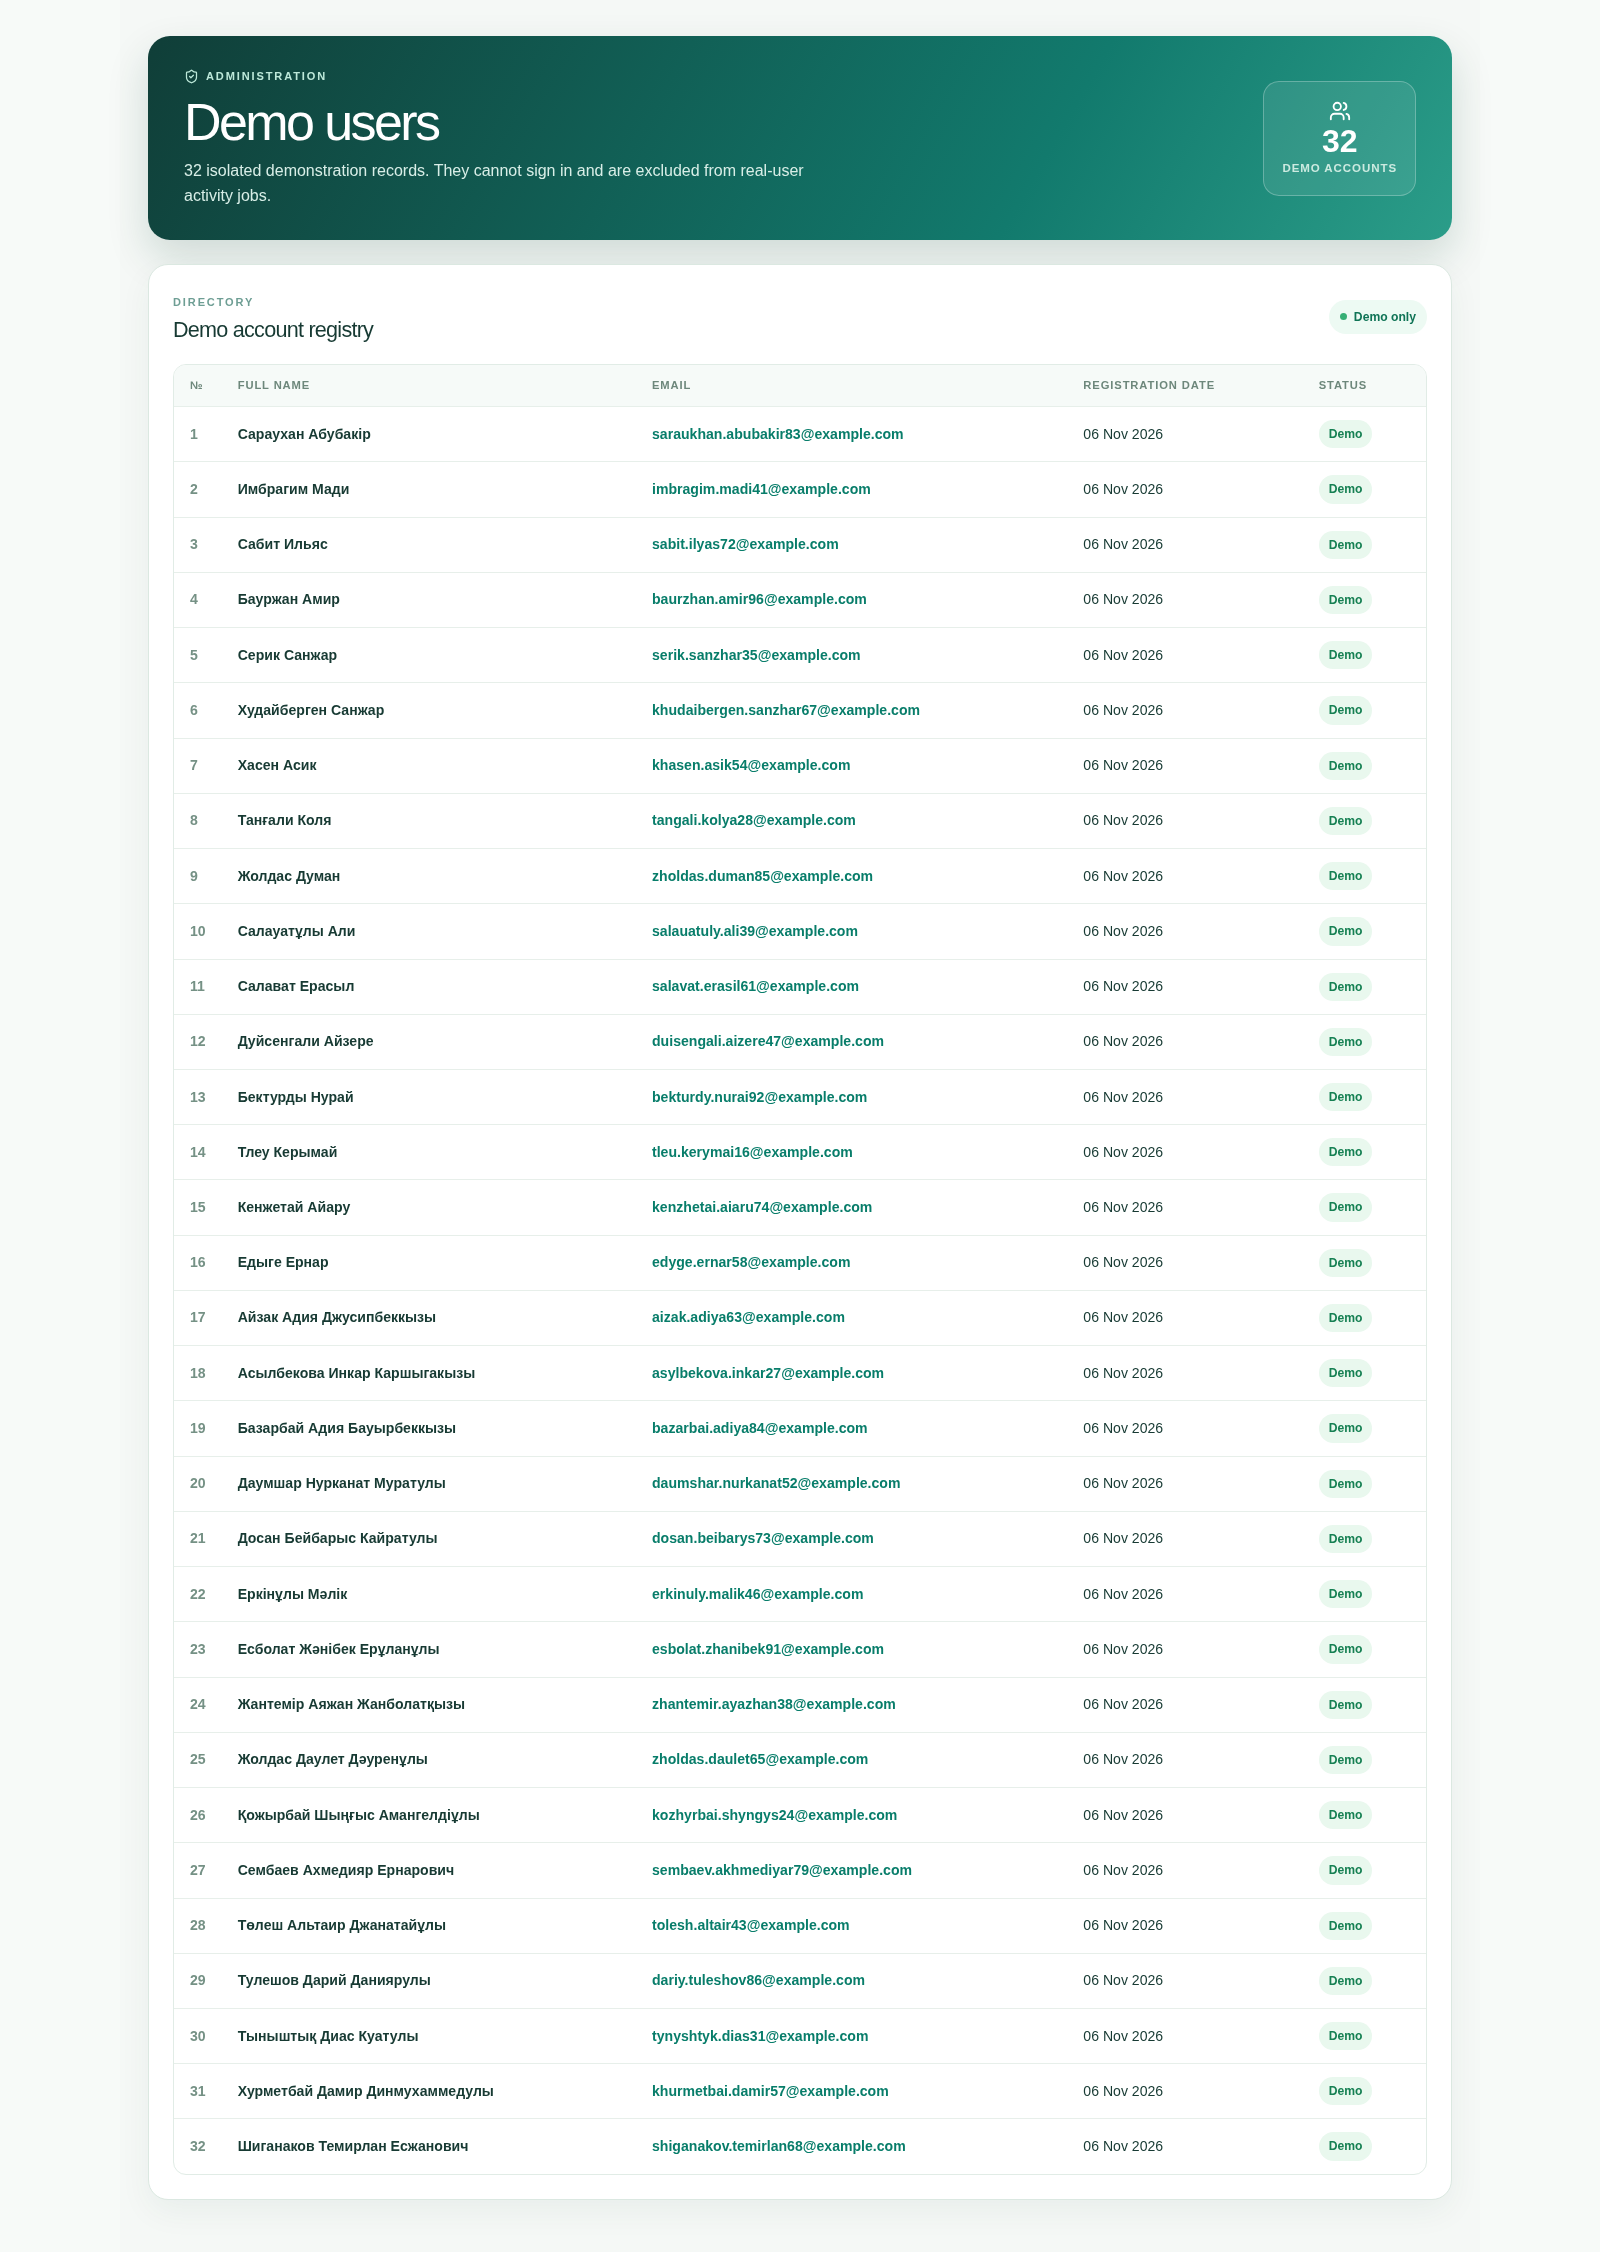 ADMINISTRATION
Demo users
32 isolated demonstration records. They cannot sign in and are excluded from real-user
activity jobs.
32
DEMO ACCOUNTS
DIRECTORY
Demo account registry
Demo only
№ FULL NAME EMAIL REGISTRATION DATE STATUS
1 Сараухан Абубакір saraukhan.abubakir83@example.com 06 Nov 2026 Demo
2 Имбрагим Мади imbragim.madi41@example.com 06 Nov 2026 Demo
3 Сабит Ильяс sabit.ilyas72@example.com 06 Nov 2026 Demo
4 Бауржан Амир baurzhan.amir96@example.com 06 Nov 2026 Demo
5 Серик Санжар serik.sanzhar35@example.com 06 Nov 2026 Demo
6 Худайберген Санжар khudaibergen.sanzhar67@example.com 06 Nov 2026 Demo
7 Хасен Асик khasen.asik54@example.com 06 Nov 2026 Demo
8 Танғали Коля tangali.kolya28@example.com 06 Nov 2026 Demo
9 Жолдас Думан zholdas.duman85@example.com 06 Nov 2026 Demo
10 Салауатұлы Али salauatuly.ali39@example.com 06 Nov 2026 Demo
11 Салават Ерасыл salavat.erasil61@example.com 06 Nov 2026 Demo
12 Дуйсенгали Айзере duisengali.aizere47@example.com 06 Nov 2026 Demo
13 Бектурды Нурай bekturdy.nurai92@example.com 06 Nov 2026 Demo
14 Тлеу Керымай tleu.kerymai16@example.com 06 Nov 2026 Demo
15 Кенжетай Айару kenzhetai.aiaru74@example.com 06 Nov 2026 Demo
16 Едыге Ернар edyge.ernar58@example.com 06 Nov 2026 Demo
17 Айзак Адия Джусипбеккызы aizak.adiya63@example.com 06 Nov 2026 Demo
18 Асылбекова Инкар Каршыгакызы asylbekova.inkar27@example.com 06 Nov 2026 Demo
19 Базарбай Адия Бауырбеккызы bazarbai.adiya84@example.com 06 Nov 2026 Demo
20 Даумшар Нурканат Муратулы daumshar.nurkanat52@example.com 06 Nov 2026 Demo
21 Досан Бейбарыс Кайратулы dosan.beibarys73@example.com 06 Nov 2026 Demo
22 Еркінұлы Мәлік erkinuly.malik46@example.com 06 Nov 2026 Demo
23 Есболат Жәнібек Ерұланұлы esbolat.zhanibek91@example.com 06 Nov 2026 Demo
24 Жантемір Аяжан Жанболатқызы zhantemir.ayazhan38@example.com 06 Nov 2026 Demo
25 Жолдас Даулет Дәуренұлы zholdas.daulet65@example.com 06 Nov 2026 Demo
26 Қожырбай Шыңғыс Амангелдіұлы kozhyrbai.shyngys24@example.com 06 Nov 2026 Demo
27 Сембаев Ахмедияр Ернарович sembaev.akhmediyar79@example.com 06 Nov 2026 Demo
28 Төлеш Альтаир Джанатайұлы tolesh.altair43@example.com 06 Nov 2026 Demo
29 Тулешов Дарий Даниярулы dariy.tuleshov86@example.com 06 Nov 2026 Demo
30 Тыныштық Диас Куатулы tynyshtyk.dias31@example.com 06 Nov 2026 Demo
31 Хурметбай Дамир Динмухаммедулы khurmetbai.damir57@example.com 06 Nov 2026 Demo
32 Шиганаков Темирлан Есжанович shiganakov.temirlan68@example.com 06 Nov 2026 Demo